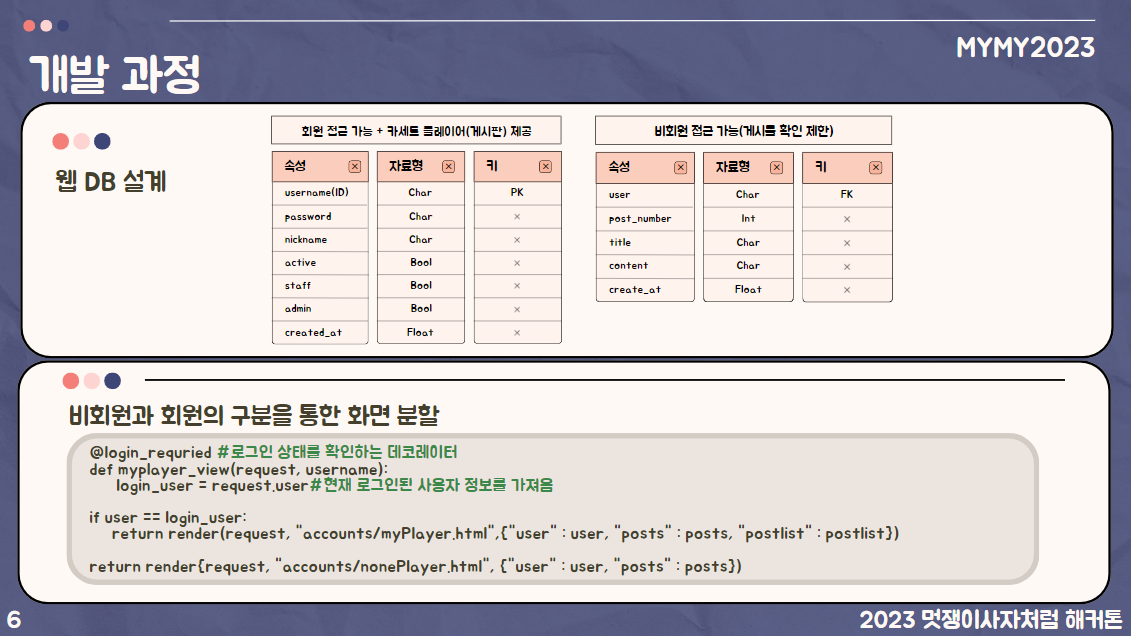 MYMY2023
개발 과정
웹 DB 설계
회원 접근 가능 + 카세트 플레이어(게시판) 제공
속성 자료형 키
username(ID) Char PK
password Char ×
nickname Char ×
active Bool ×
staff Bool ×
admin Bool ×
created_at Float ×
비회원 접근 가능(게시물 확인 제한)
속성 자료형 키
user Char FK
post_number Int ×
title Char ×
content Char ×
create_at Float ×
비회원과 회원의 구분을 통한 화면 분할
@login_requried #로그인 상태를 확인하는 데코레이터
def myplayer_view(request, username):
login_user = request.user#현재 로그인된 사용자 정보를 가져옴
if user == login_user:
return render(request, "accounts/myPlayer.html",{"user" : user, "posts" : posts, "postlist" : postlist})
return render{request, "accounts/nonePlayer.html", {"user" : user, "posts" : posts})
6
2023 멋쟁이사자처럼 해커톤